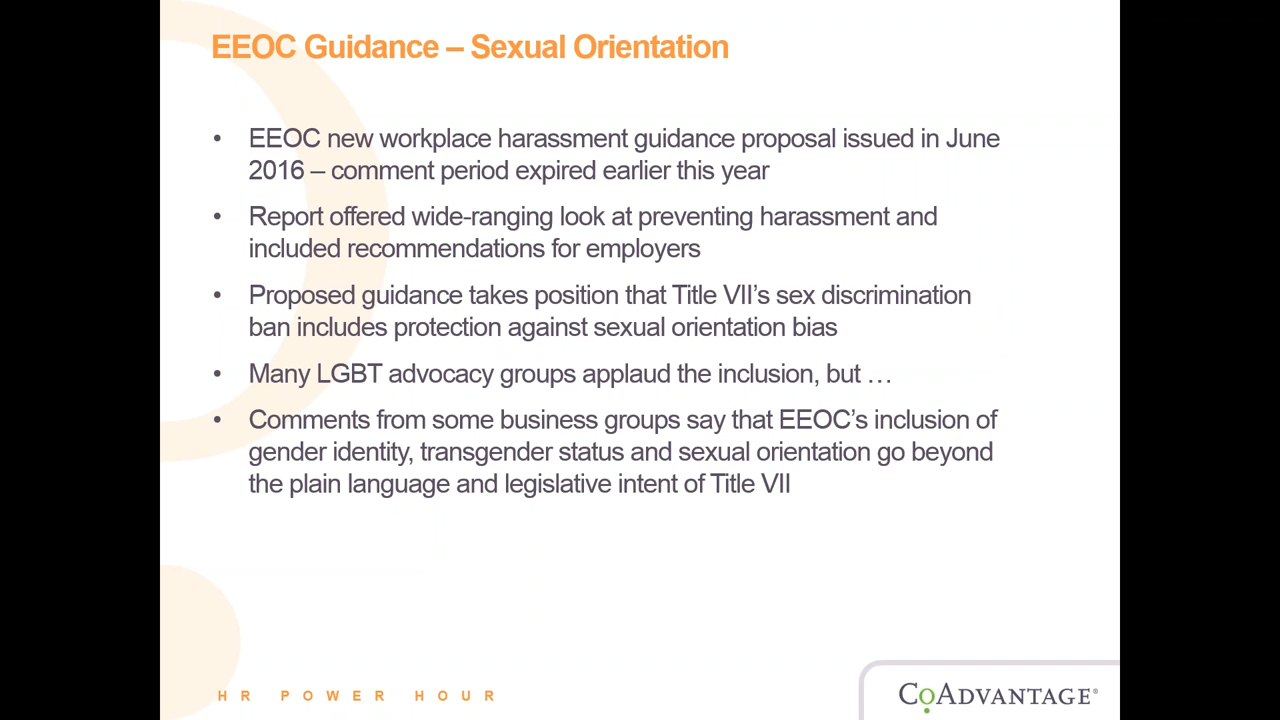 EEOC Guidance – Sexual Orientation
• EEOC new workplace harassment guidance proposal issued in June
2016 – comment period expired earlier this year
• Report offered wide-ranging look at preventing harassment and
included recommendations for employers
• Proposed guidance takes position that Title VII’s sex discrimination
ban includes protection against sexual orientation bias
• Many LGBT advocacy groups applaud the inclusion, but …
• Comments from some business groups say that EEOC’s inclusion of
gender identity, transgender status and sexual orientation go beyond
the plain language and legislative intent of Title VII
HR POWER HOUR
CoAdvantage®